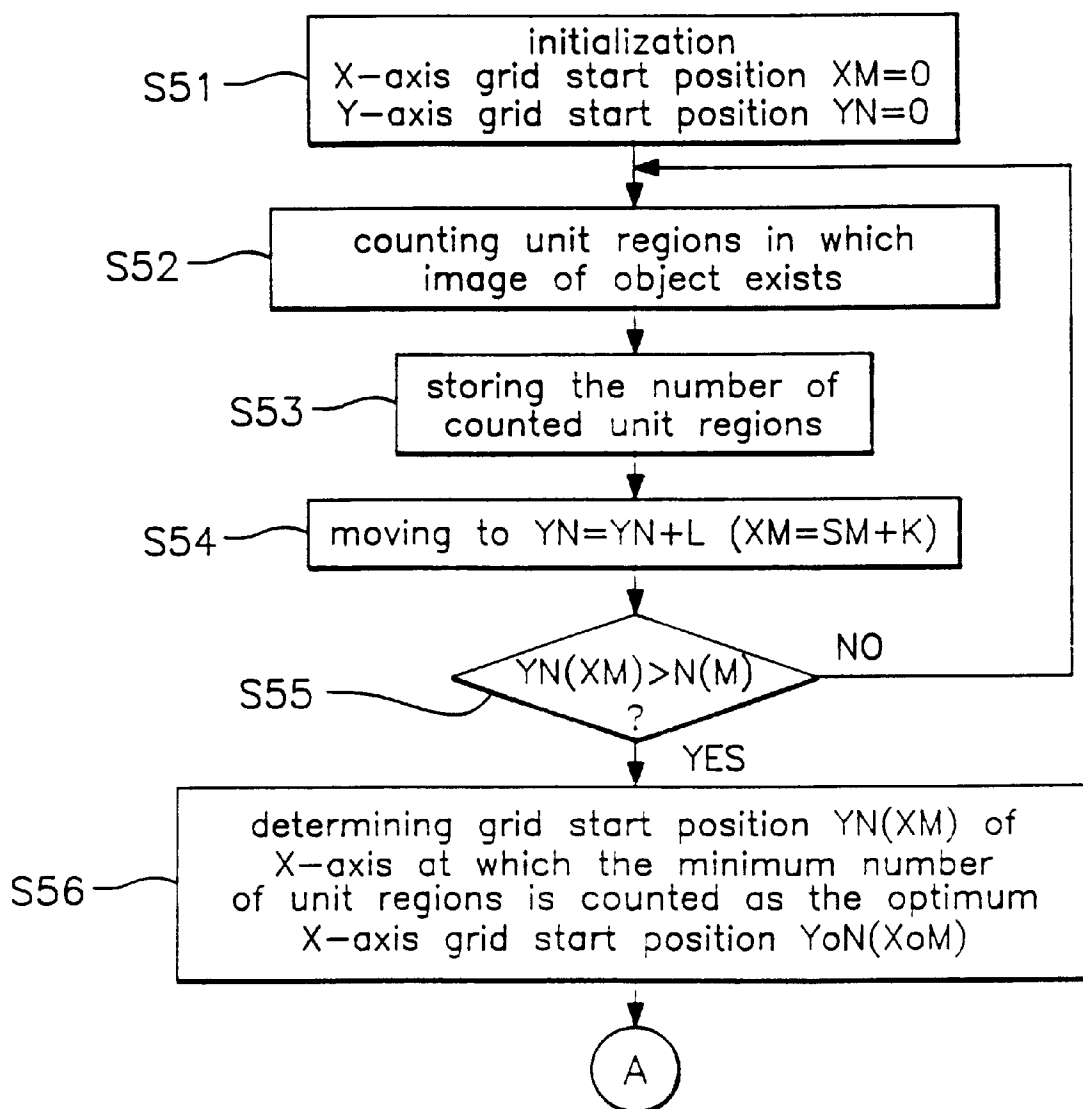 initialization
S51
X-axis grid start position XM=0
Y-axis grid start position YN=0
S52
counting unit regions in which
image of object exists
S53
storing the number of
counted unit regions
S54
moving to YN=YN+L (XM=SM+K)
S55
YN(XM)>N(M)
?
NO
YES
S56
determining grid start position YN(XM) of
X-axis at which the minimum number
of unit regions is counted as the optimum
X-axis grid start position YoN(XoM)
A